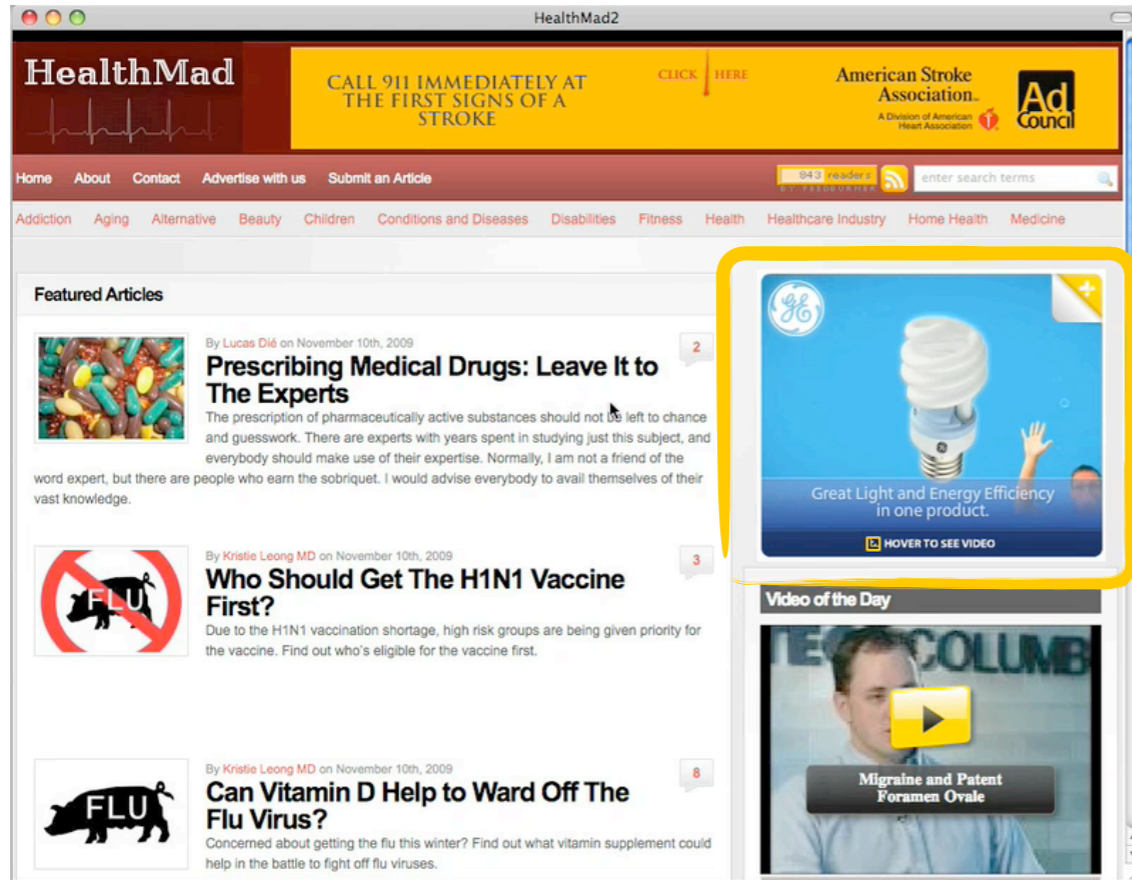 HealthMad2
HealthMad
CALL 911 IMMEDIATELY AT
THE FIRST SIGNS OF A
STROKE
CLICK HERE
American Stroke
Association
A Division of American
Heart Association
Ad
Council
Home About Contact Advertise with us Submit an Article
843 readers
BY FEEDBURNER
enter search terms
Addiction Aging Alternative Beauty Children Conditions and Diseases Disabilities Fitness Health Healthcare Industry Home Health Medicine
Featured Articles
By Lucas Dié on November 10th, 2009
2
Prescribing Medical Drugs: Leave It to
The Experts
The prescription of pharmaceutically active substances should not be left to chance
and guesswork. There are experts with years spent in studying just this subject, and
everybody should make use of their expertise. Normally, I am not a friend of the
word expert, but there are people who earn the sobriquet. I would advise everybody to avail themselves of their
vast knowledge.
FLU
By Kristie Leong MD on November 10th, 2009
3
Who Should Get The H1N1 Vaccine
First?
Due to the H1N1 vaccination shortage, high risk groups are being given priority for
the vaccine. Find out who's eligible for the vaccine first.
FLU
By Kristie Leong MD on November 10th, 2009
8
Can Vitamin D Help to Ward Off The
Flu Virus?
Concerned about getting the flu this winter? Find out what vitamin supplement could
help in the battle to fight off flu viruses.
GE
+
Great Light and Energy Efficiency
in one product.
HOVER TO SEE VIDEO
Video of the Day
COLUMB
Migraine and Patent
Foramen Ovale